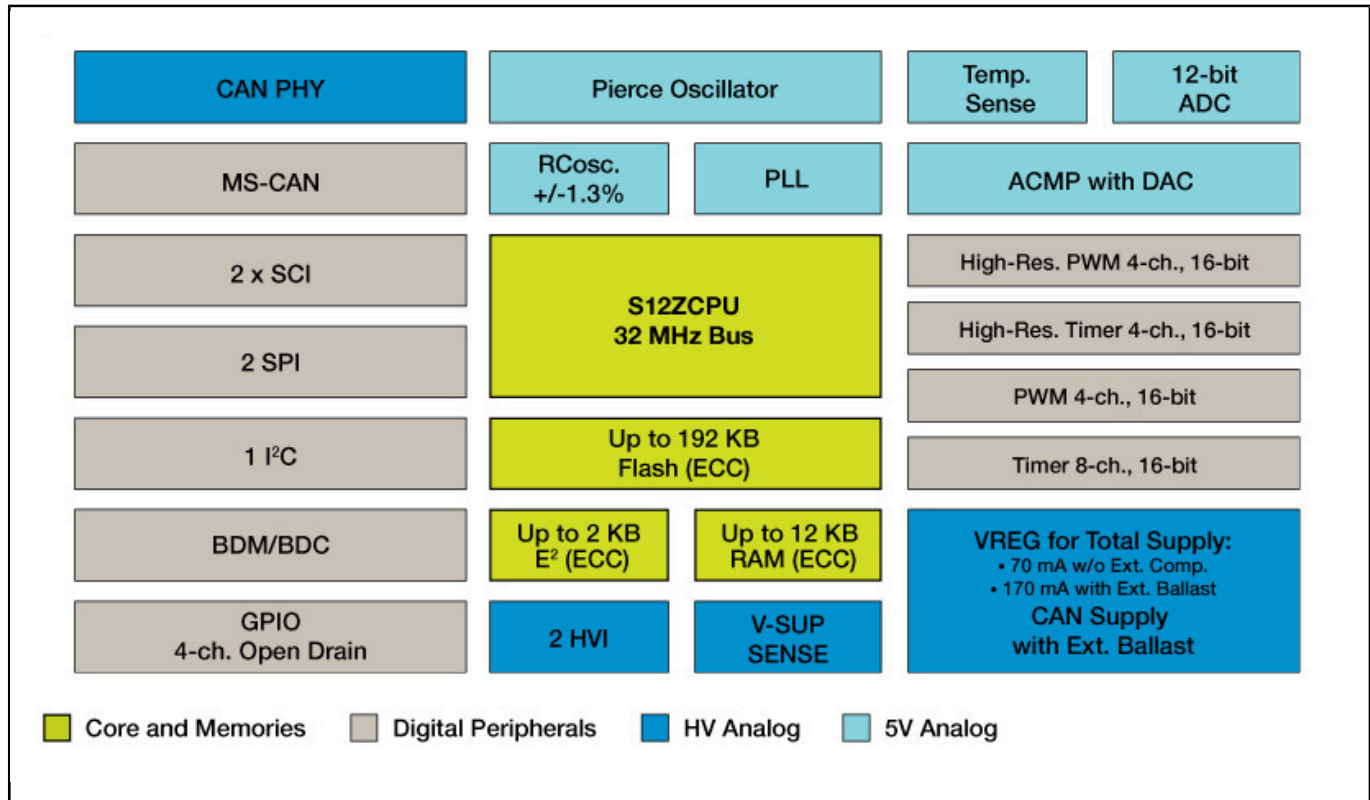 CAN PHY
Pierce Oscillator
Temp.
Sense
12-bit
ADC
MS-CAN
RCosc.
+/-1.3%
PLL
ACMP with DAC
2 x SCI
S12ZCPU
32 MHz Bus
High-Res. PWM 4-ch., 16-bit
High-Res. Timer 4-ch., 16-bit
2 SPI
PWM 4-ch., 16-bit
1 I²C
Up to 192 KB
Flash (ECC)
Timer 8-ch., 16-bit
BDM/BDC
Up to 2 KB
E² (ECC)
Up to 12 KB
RAM (ECC)
VREG for Total Supply:
• 70 mA w/o Ext. Comp.
• 170 mA with Ext. Ballast
CAN Supply
with Ext. Ballast
GPIO
4-ch. Open Drain
2 HVI
V-SUP
SENSE
Core and Memories
Digital Peripherals
HV Analog
5V Analog